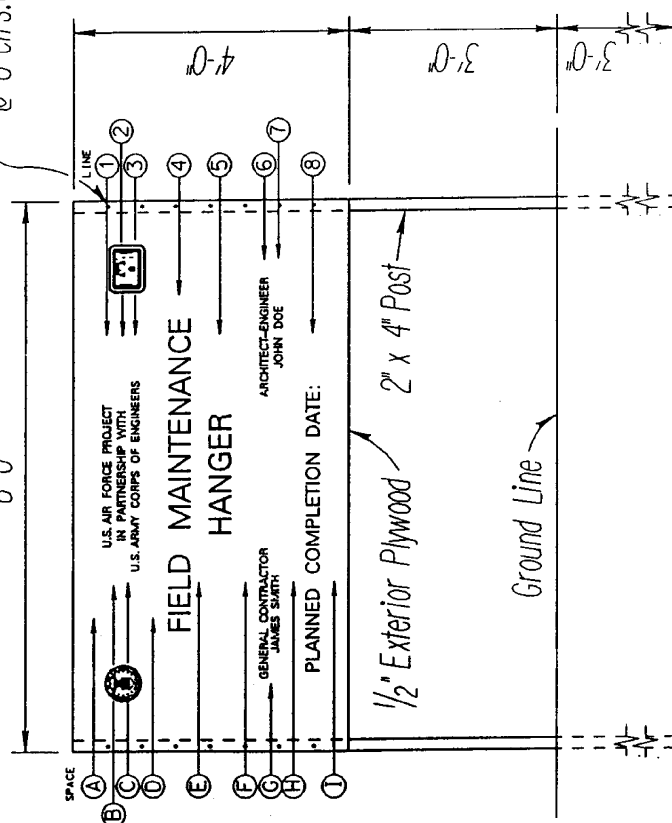 SPACE
LINE
A
B
C
D
E
F
G
H
I
1
2
3
4
5
6
7
8
U.S. AIR FORCE PROJECT
IN PARTNERSHIP WITH
U.S. ARMY CORPS OF ENGINEERS
FIELD MAINTENANCE
HANGER
GENERAL CONTRACTOR
JAMES SMITH
ARCHITECT-ENGINEER
JOHN DOE
PLANNED COMPLETION DATE:
4'-0"
3'-0"
3'-0"
1/2" Exterior Plywood
2" x 4" Post
Ground Line